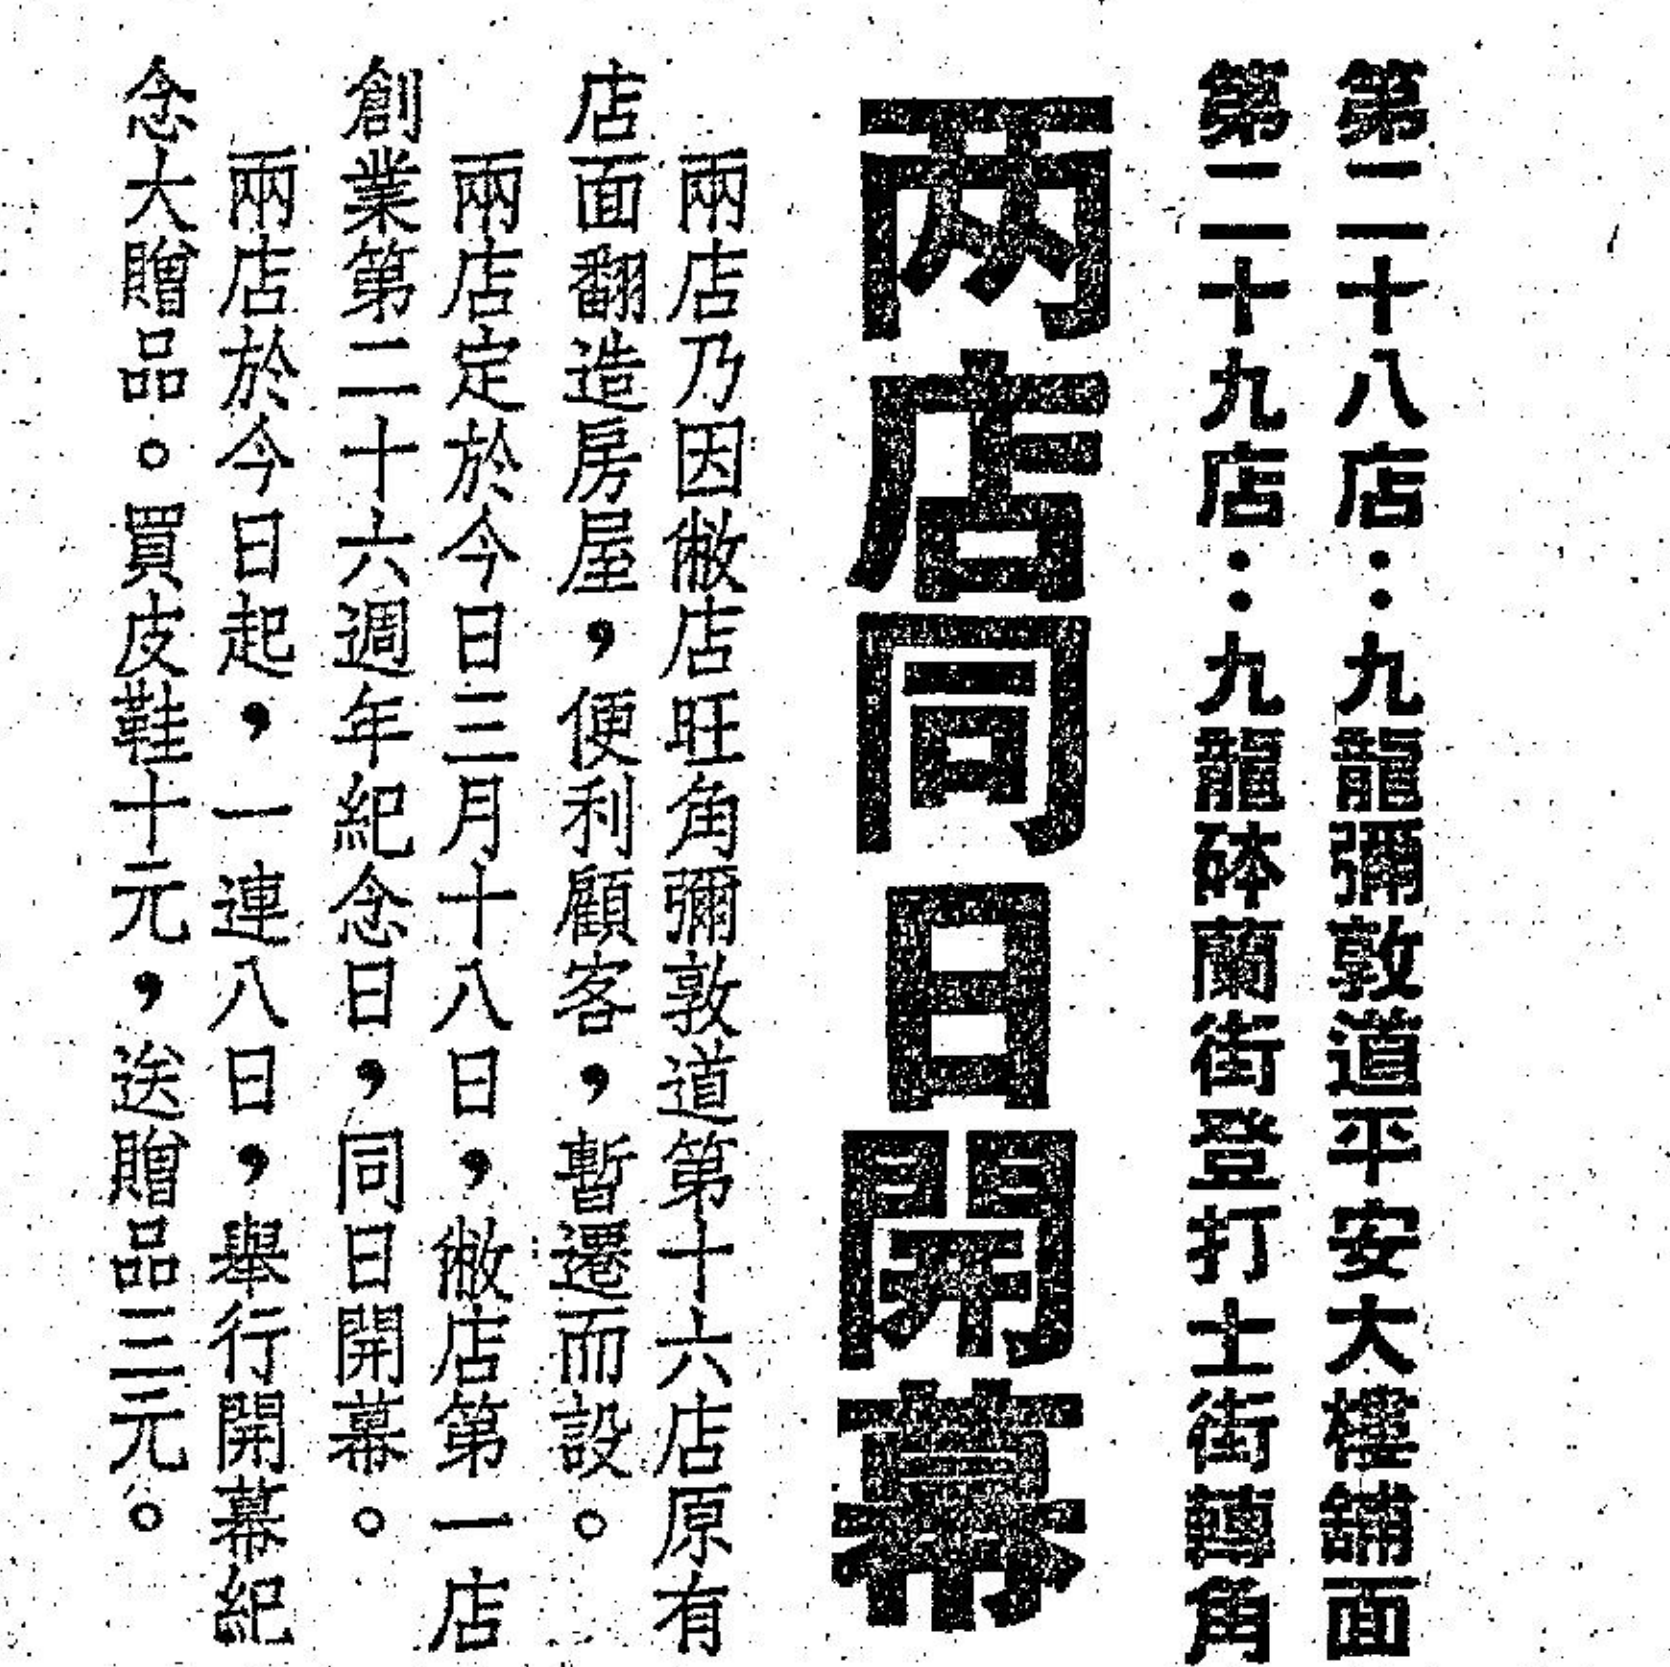 第二十八店：九龍彌敦道平安大樓舖面
第二十九店：九龍砵蘭街登打士街轉角
两店同日開幕
兩店乃因敝店旺角彌敦道第十六店原有
店面翻造房屋，便利顧客，暫遷而設。
兩店定於今日三月十八日，敝店第一店
創業第二十六週年紀念日，同日開幕。
兩店於今日起，一連八日，舉行開幕紀
念大贈品。買皮鞋十元，送贈品三元。